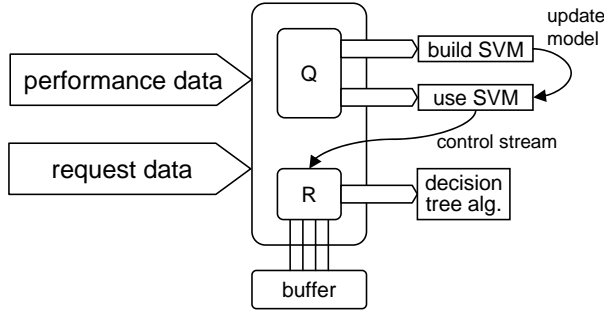 update
model
build SVM
Q
performance data
use SVM
control stream
request data
R
decision
tree alg.
buffer